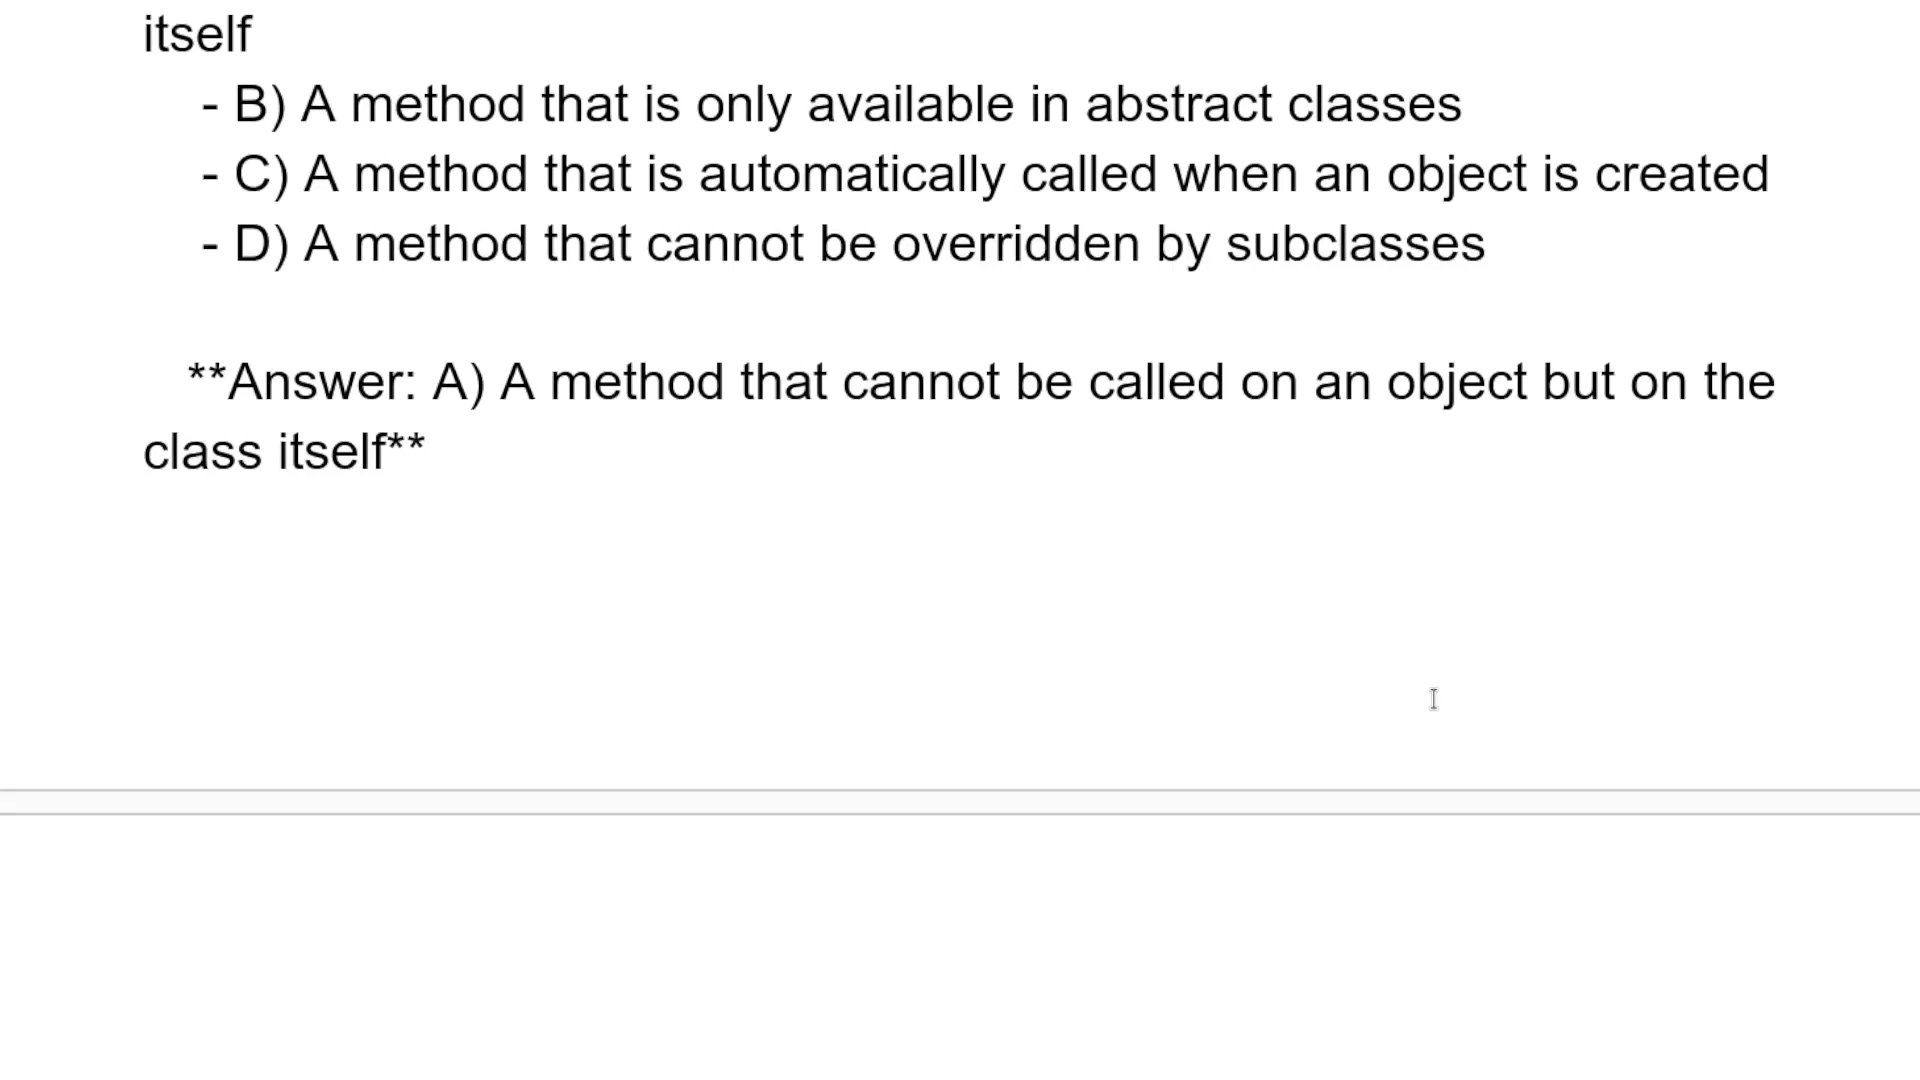 itself
- B) A method that is only available in abstract classes
- C) A method that is automatically called when an object is created
- D) A method that cannot be overridden by subclasses
**Answer: A) A method that cannot be called on an object but on the
class itself**